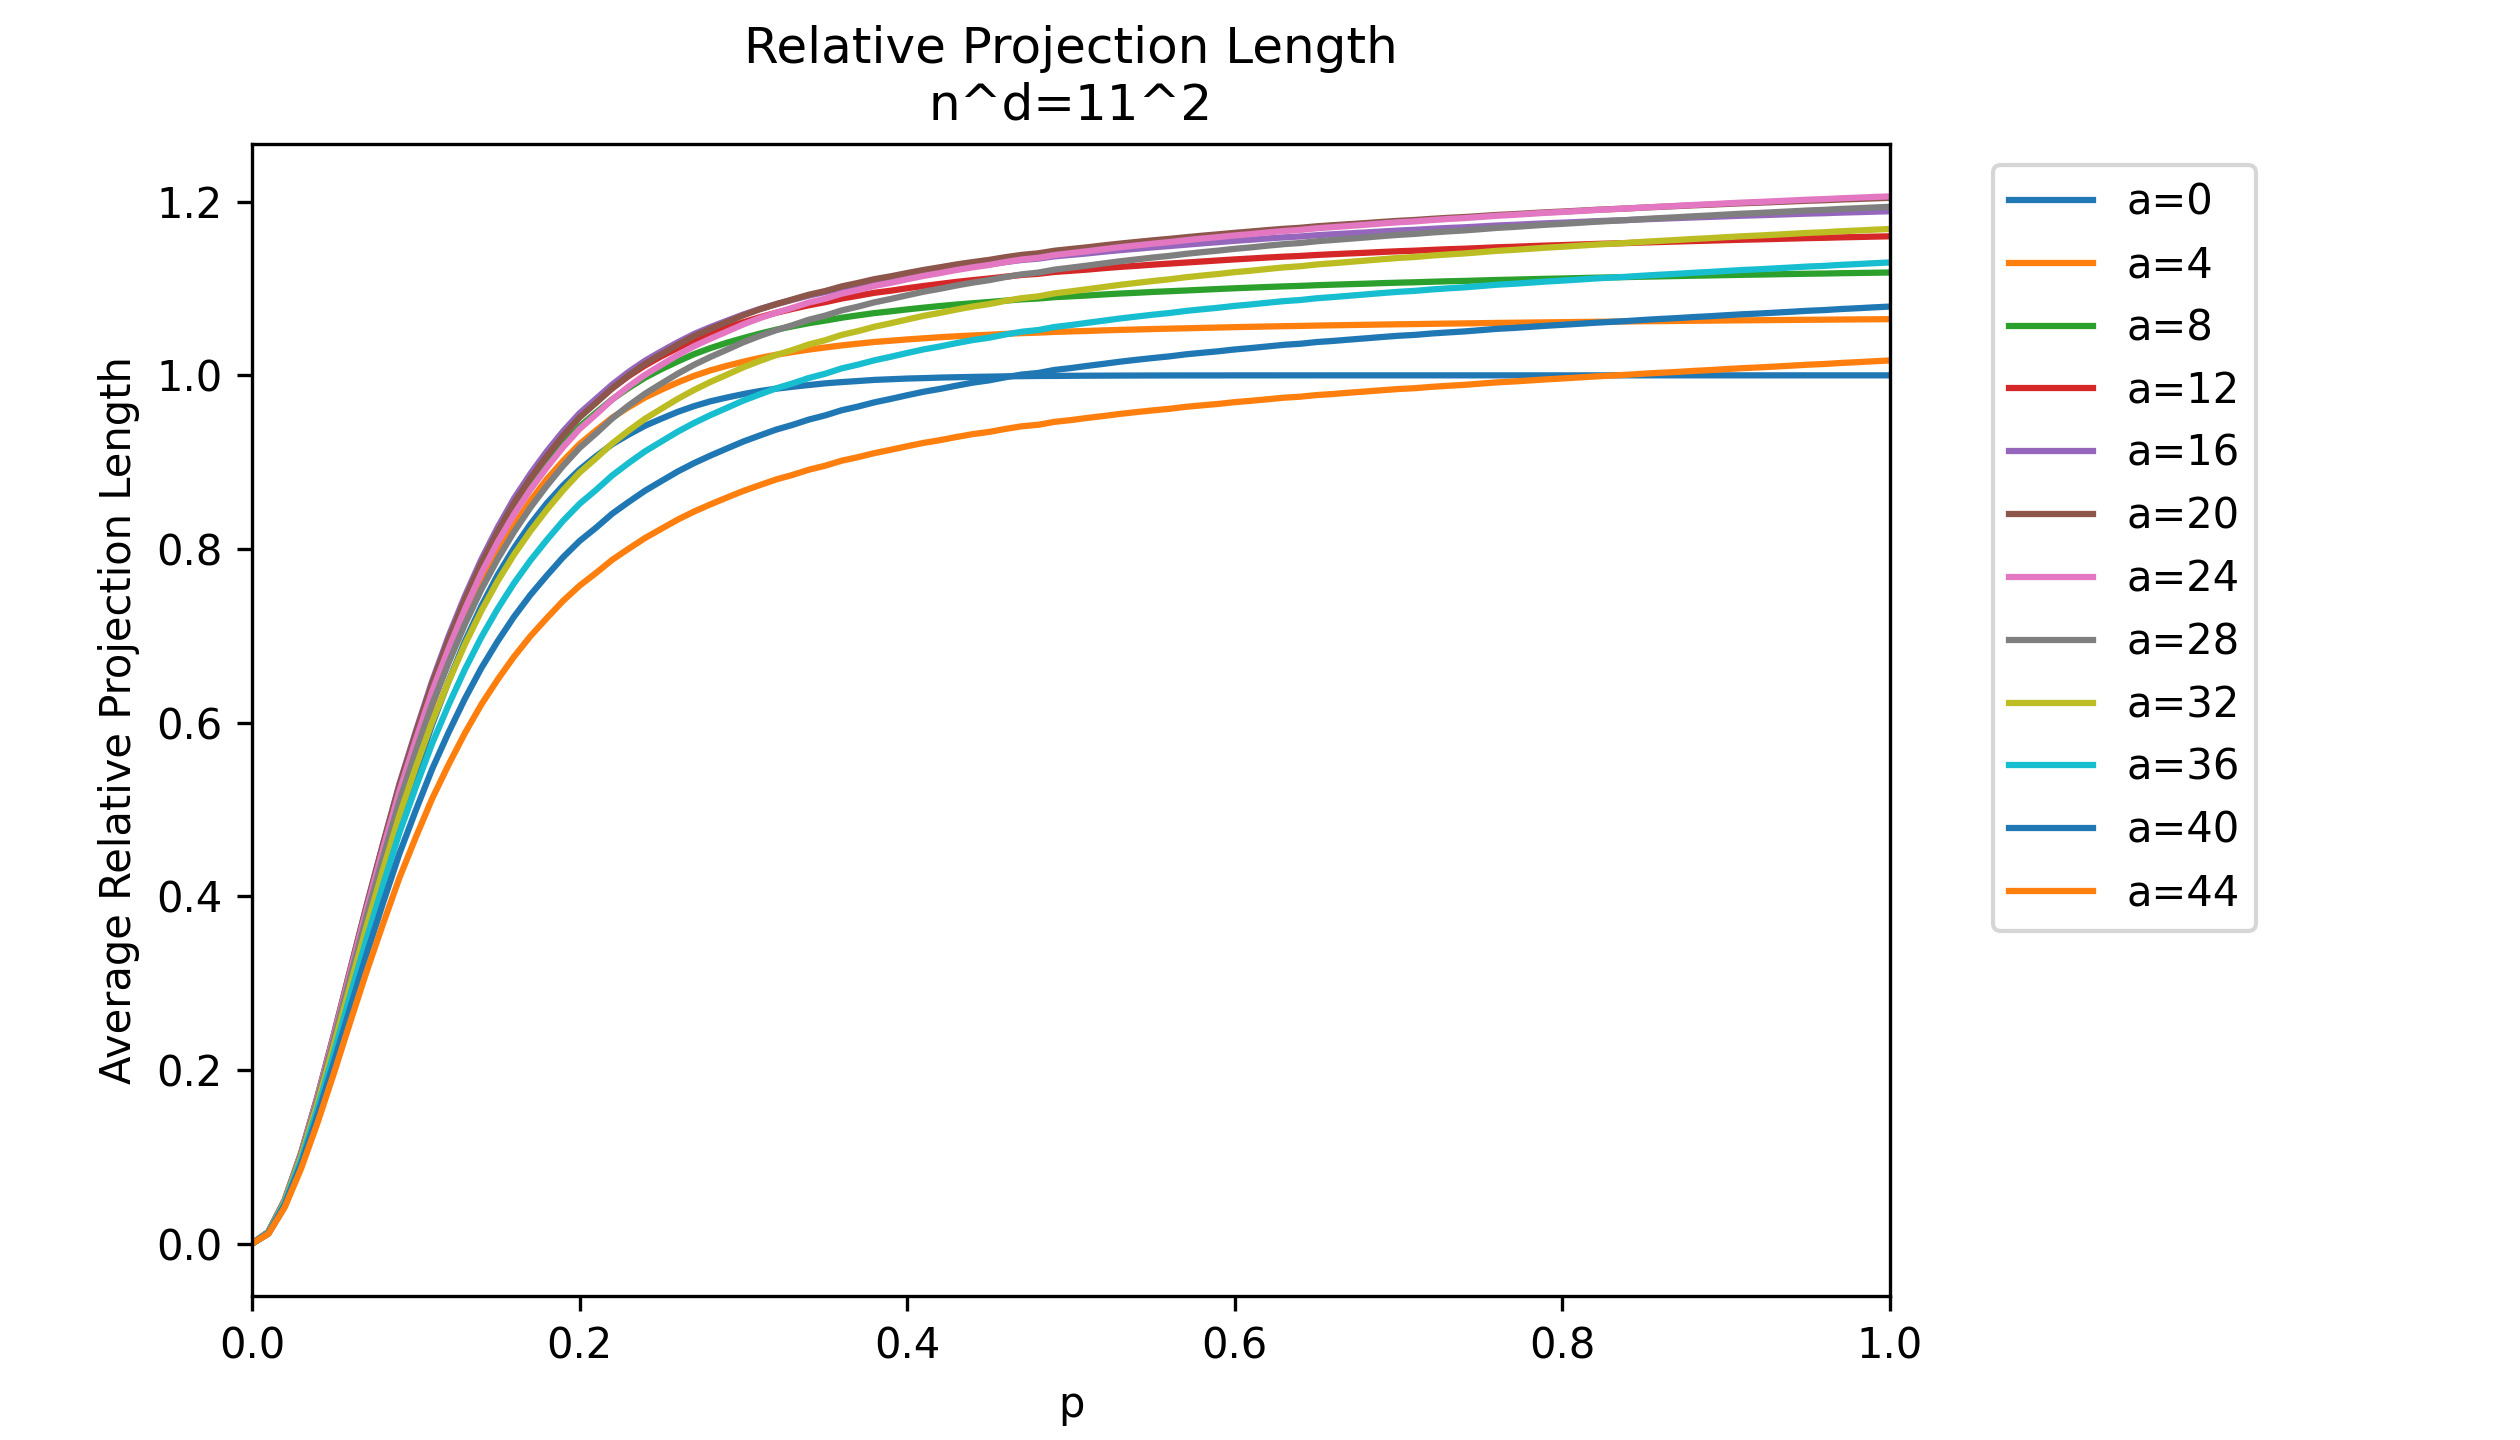 Relative Projection Length
n^d=11^2
Average Relative Projection Length
1.2
1.0
0.8
0.6
0.4
0.2
0.0
0.0 0.2 0.4 0.6 0.8 1.0
p
a=0
a=4
a=8
a=12
a=16
a=20
a=24
a=28
a=32
a=36
a=40
a=44